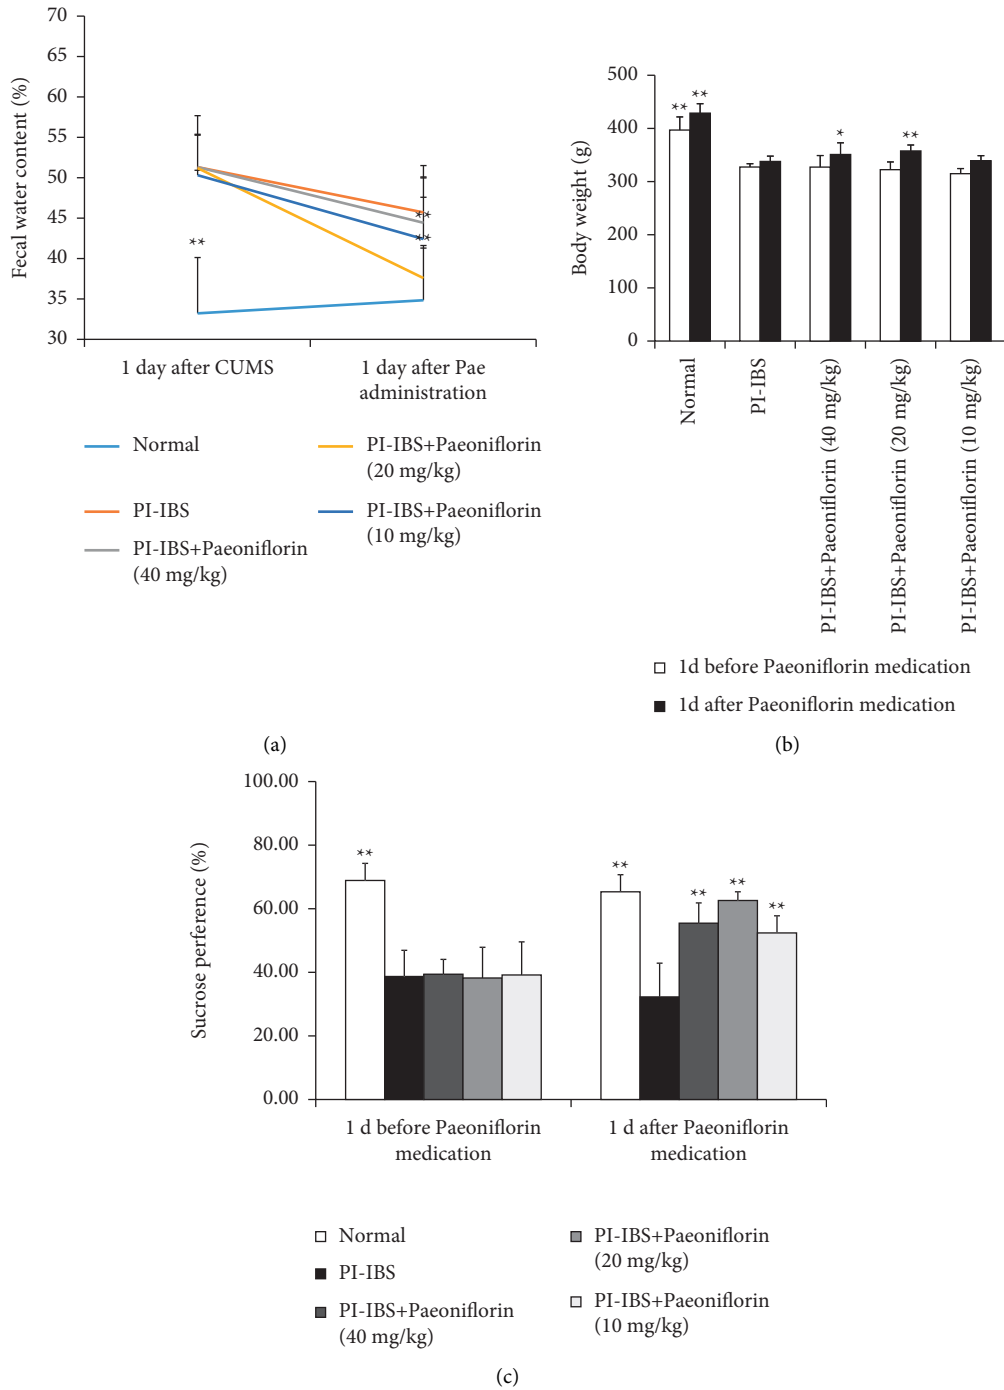 70
65
60
55
50
45
40
35
30
Fecal water content (%)
**
**
**
1 day after CUMS
1 day after Pae
administration
Normal
PI-IBS
PI-IBS+Paeoniflorin
(40 mg/kg)
PI-IBS+Paeoniflorin
(20 mg/kg)
PI-IBS+Paeoniflorin
(10 mg/kg)
(a)
500
400
300
200
100
0
Body weight (g)
** **
*
**
Normal
PI-IBS
PI-IBS+Paeoniflorin (40 mg/kg)
PI-IBS+Paeoniflorin (20 mg/kg)
PI-IBS+Paeoniflorin (10 mg/kg)
1d before Paeoniflorin medication
1d after Paeoniflorin medication
(b)
100.00
80.00
60.00
40.00
20.00
0.00
Sucrose perference (%)
**
**
**
**
**
1 d before Paeoniflorin
medication
1 d after Paeoniflorin
medication
Normal
PI-IBS
PI-IBS+Paeoniflorin
(40 mg/kg)
PI-IBS+Paeoniflorin
(20 mg/kg)
PI-IBS+Paeoniflorin
(10 mg/kg)
(c)